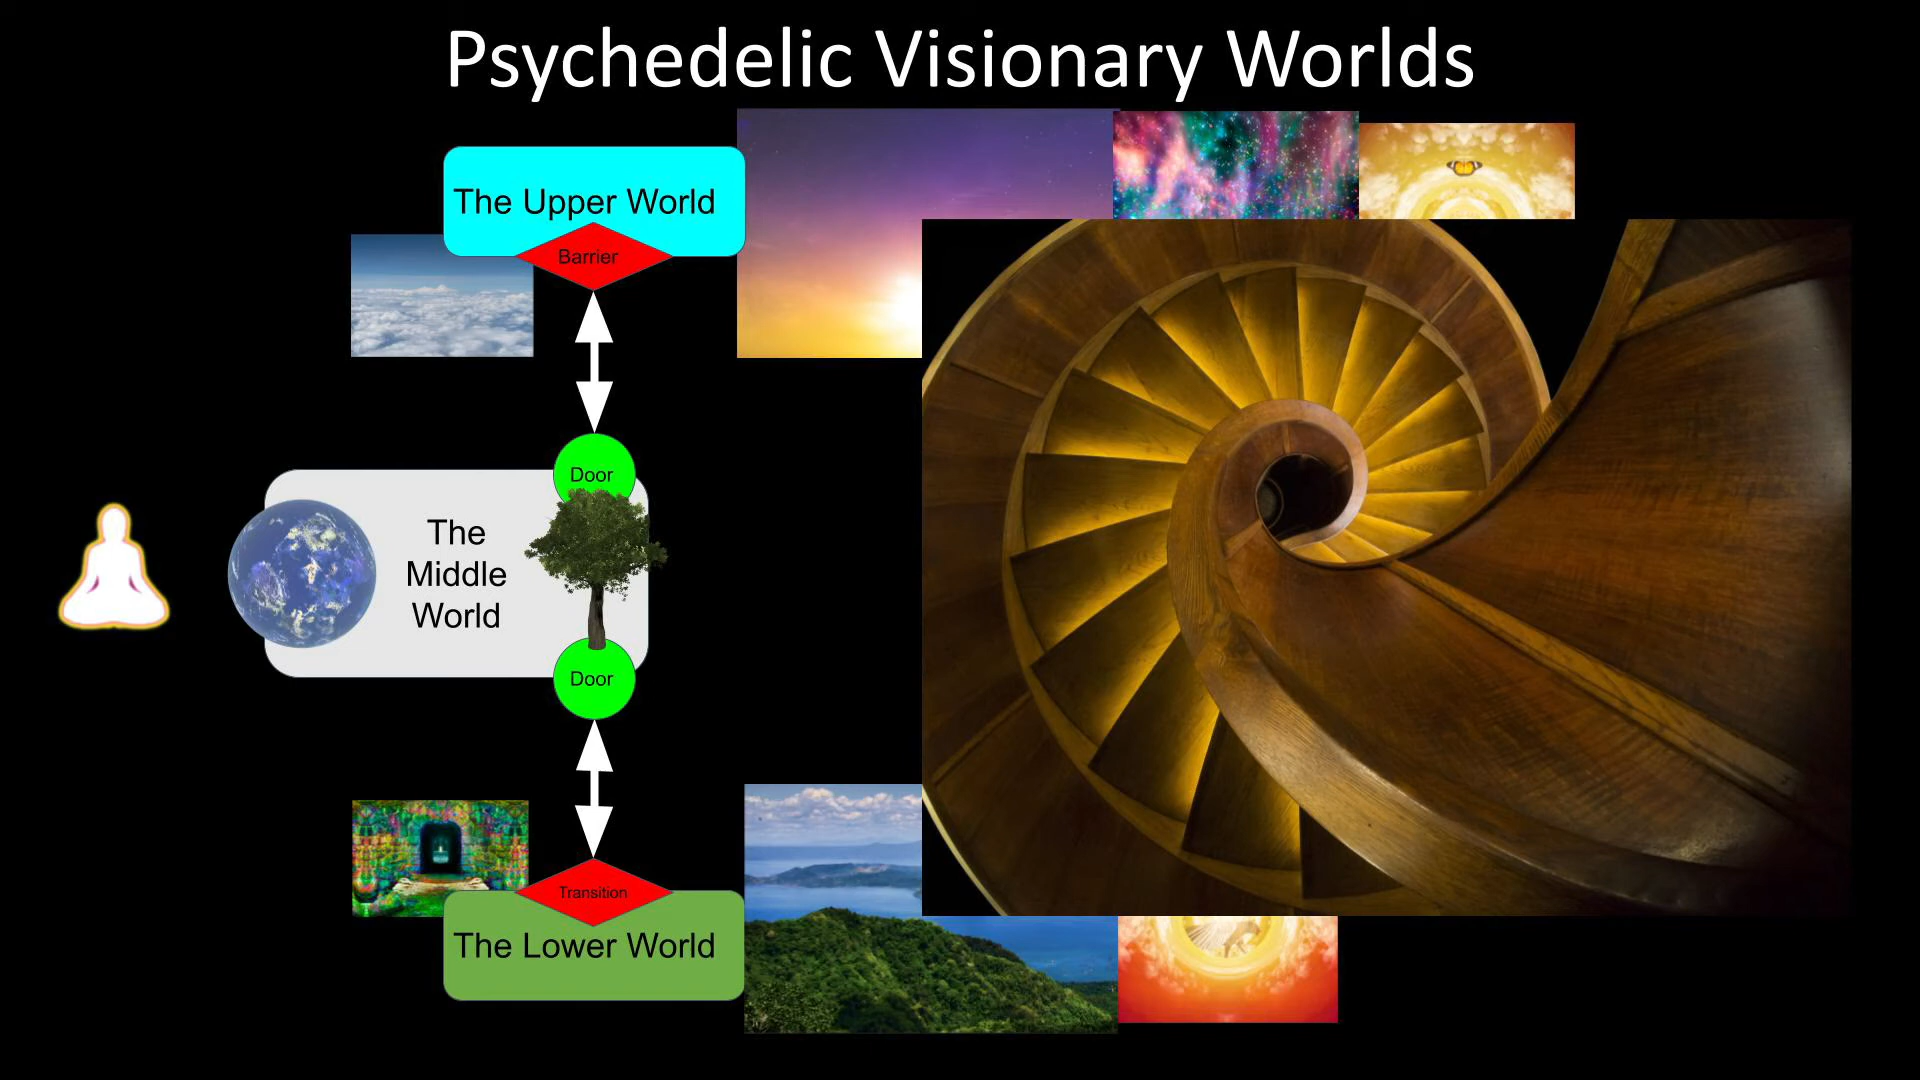 Psychedelic Visionary Worlds
The Upper World
Barrier
Door
The
Middle
World
Door
Transition
The Lower World